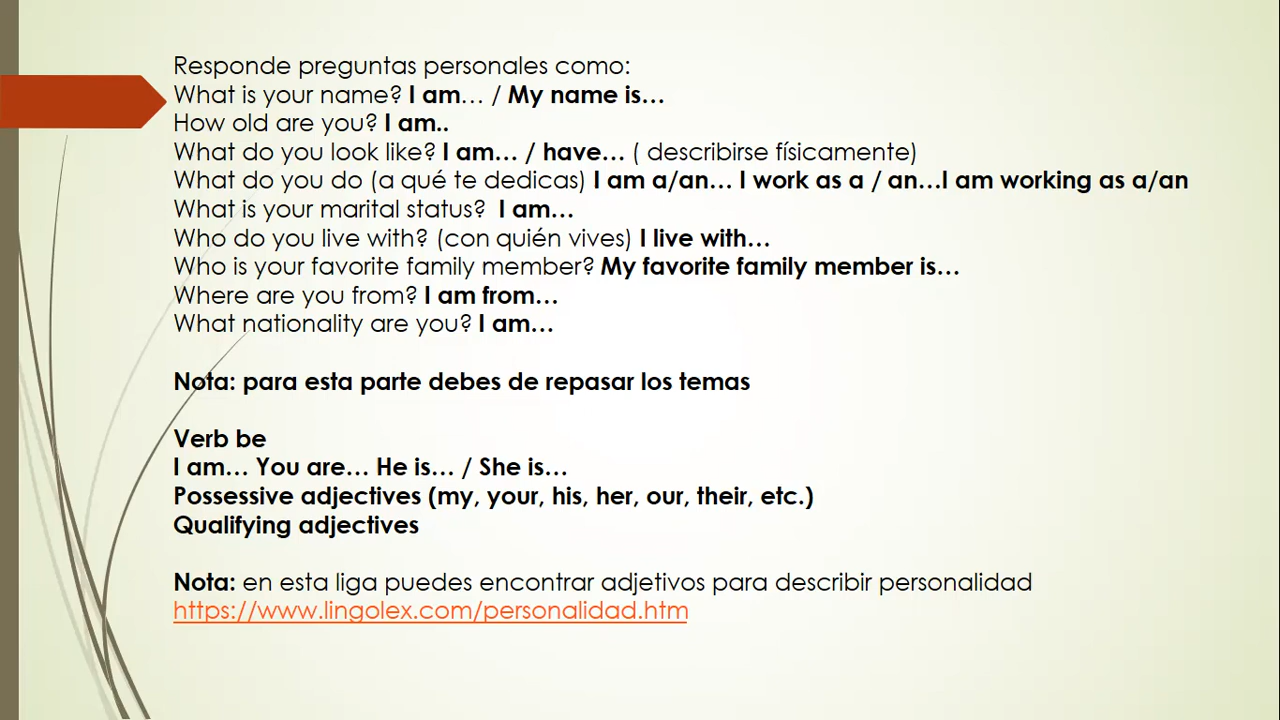 Responde preguntas personales como:
What is your name? I am… / My name is…
How old are you? I am..
What do you look like? I am… / have… ( describirse físicamente)
What do you do (a qué te dedicas) I am a/an… I work as a / an…I am working as a/an
What is your marital status?  I am…
Who do you live with? (con quién vives) I live with…
Who is your favorite family member? My favorite family member is…
Where are you from? I am from…
What nationality are you? I am…
Nota: para esta parte debes de repasar los temas
Verb be
I am… You are… He is… / She is…
Possessive adjectives (my, your, his, her, our, their, etc.)
Qualifying adjectives
Nota: en esta liga puedes encontrar adjetivos para describir personalidad
https://www.lingolex.com/personalidad.htm